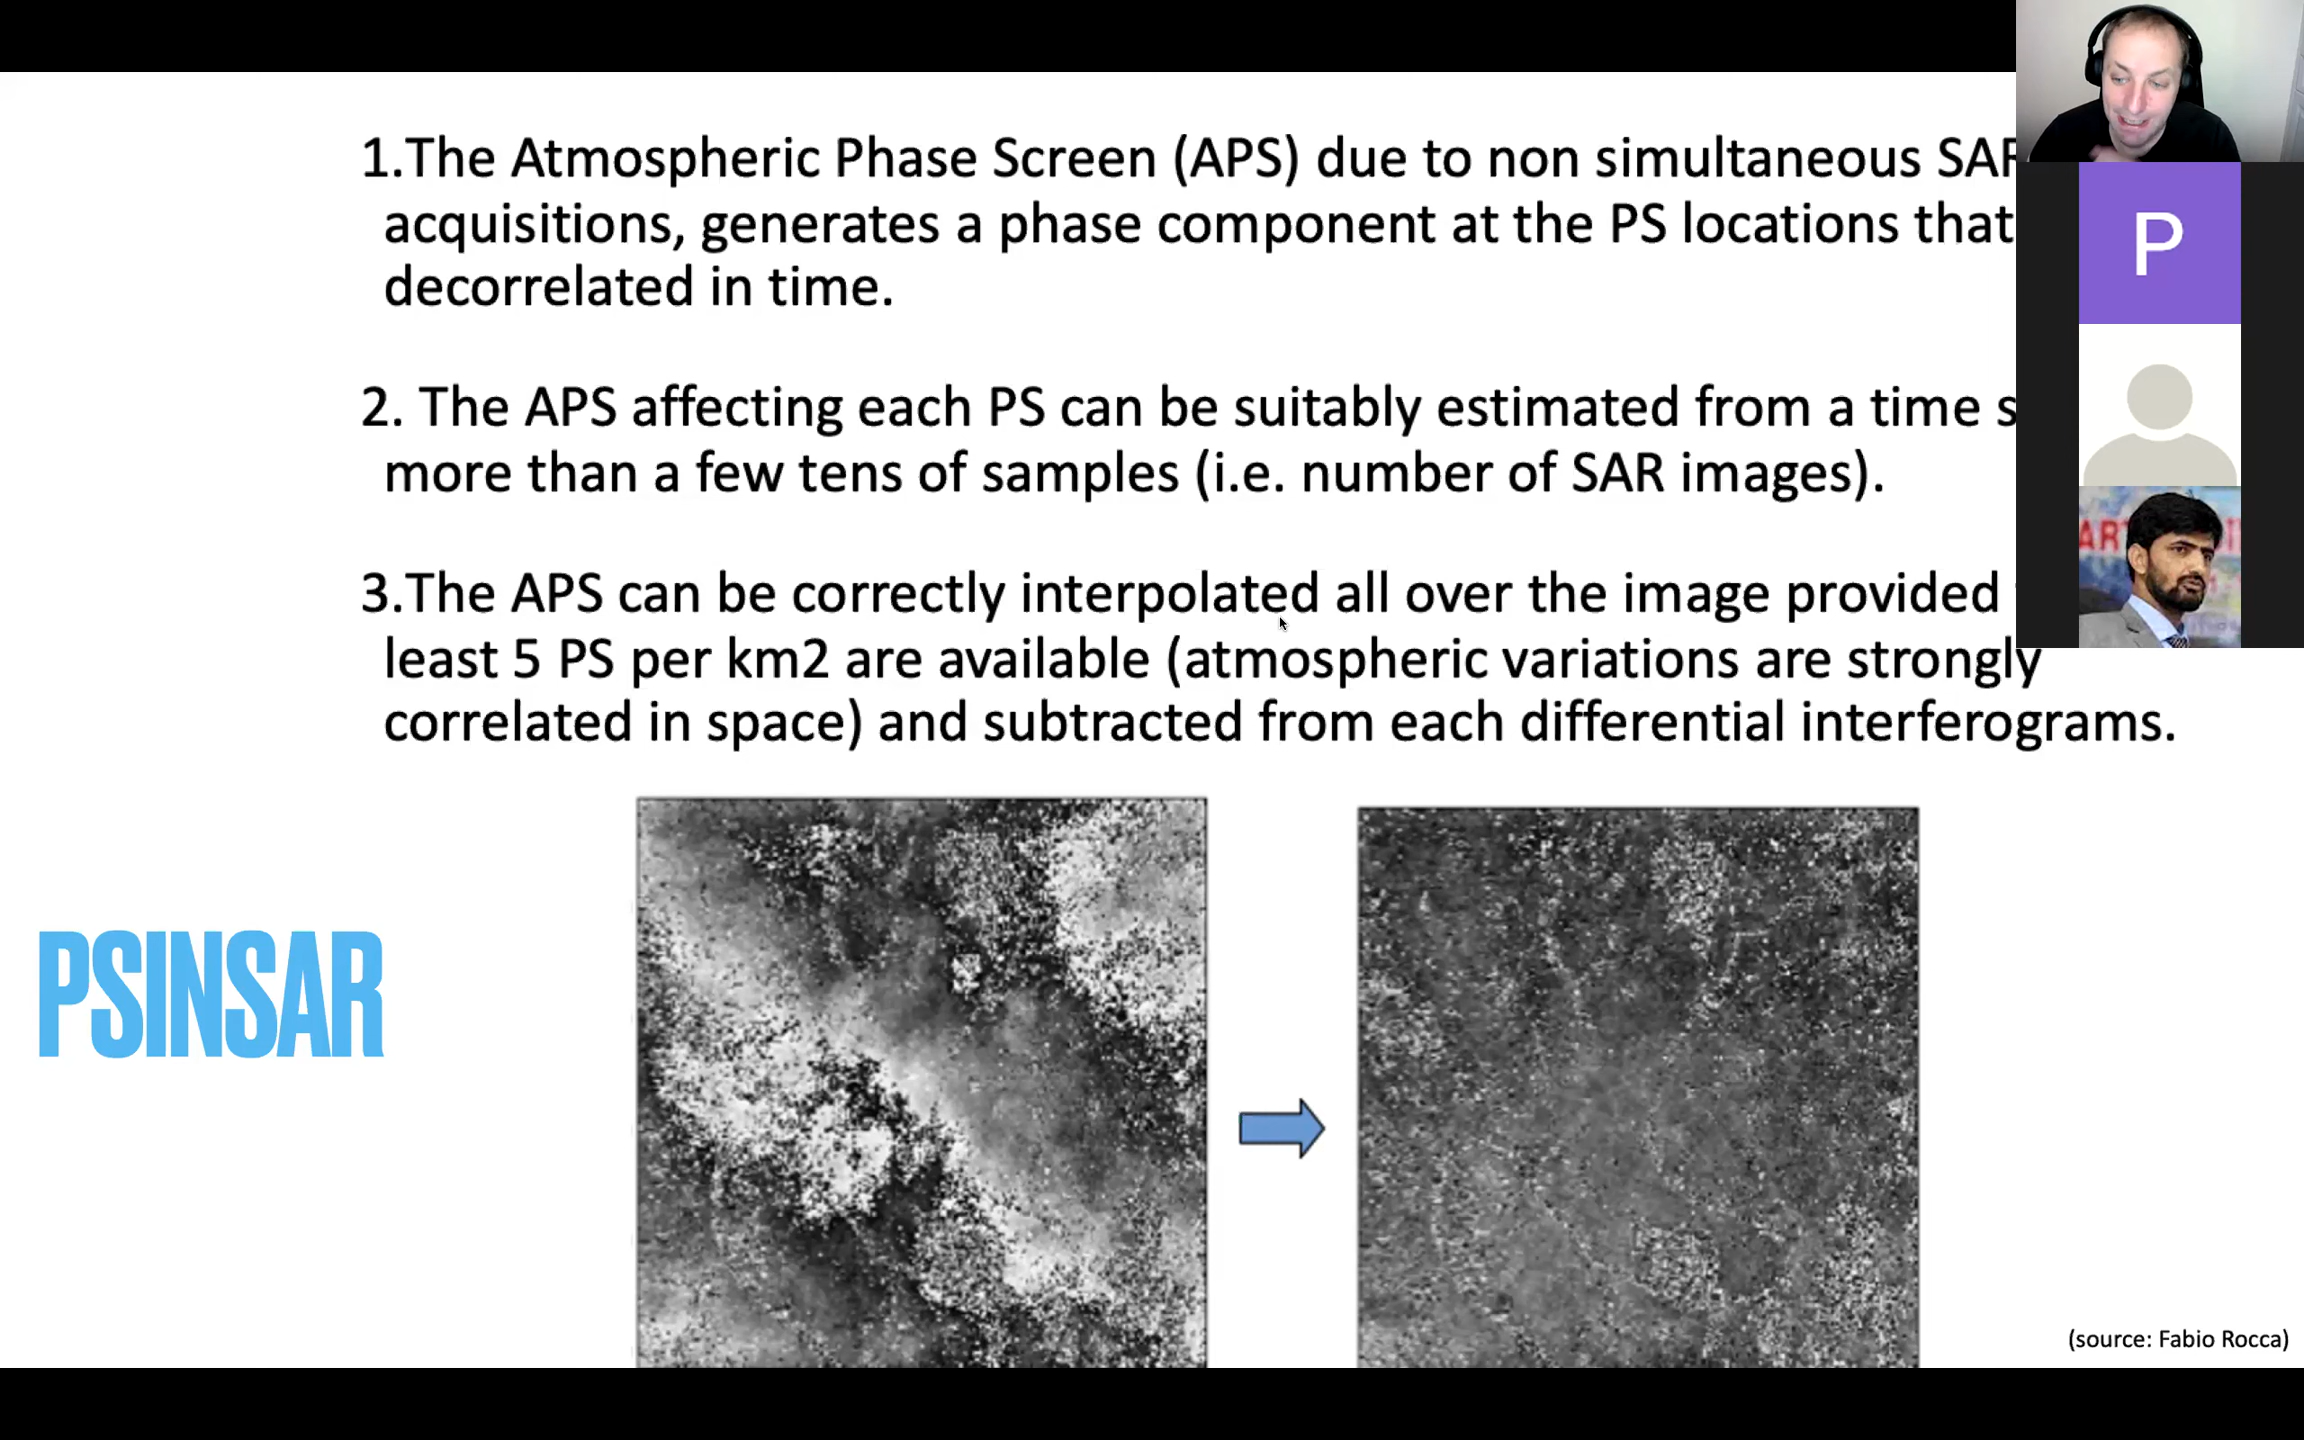 1.The Atmospheric Phase Screen (APS) due to non simultaneous SAR
acquisitions, generates a phase component at the PS locations that
decorrelated in time.
2. The APS affecting each PS can be suitably estimated from a time s
more than a few tens of samples (i.e. number of SAR images).
3.The APS can be correctly interpolated all over the image provided
least 5 PS per km2 are available (atmospheric variations are strongly
correlated in space) and subtracted from each differential interferograms.
PSINSAR
(source: Fabio Rocca)
P
ART